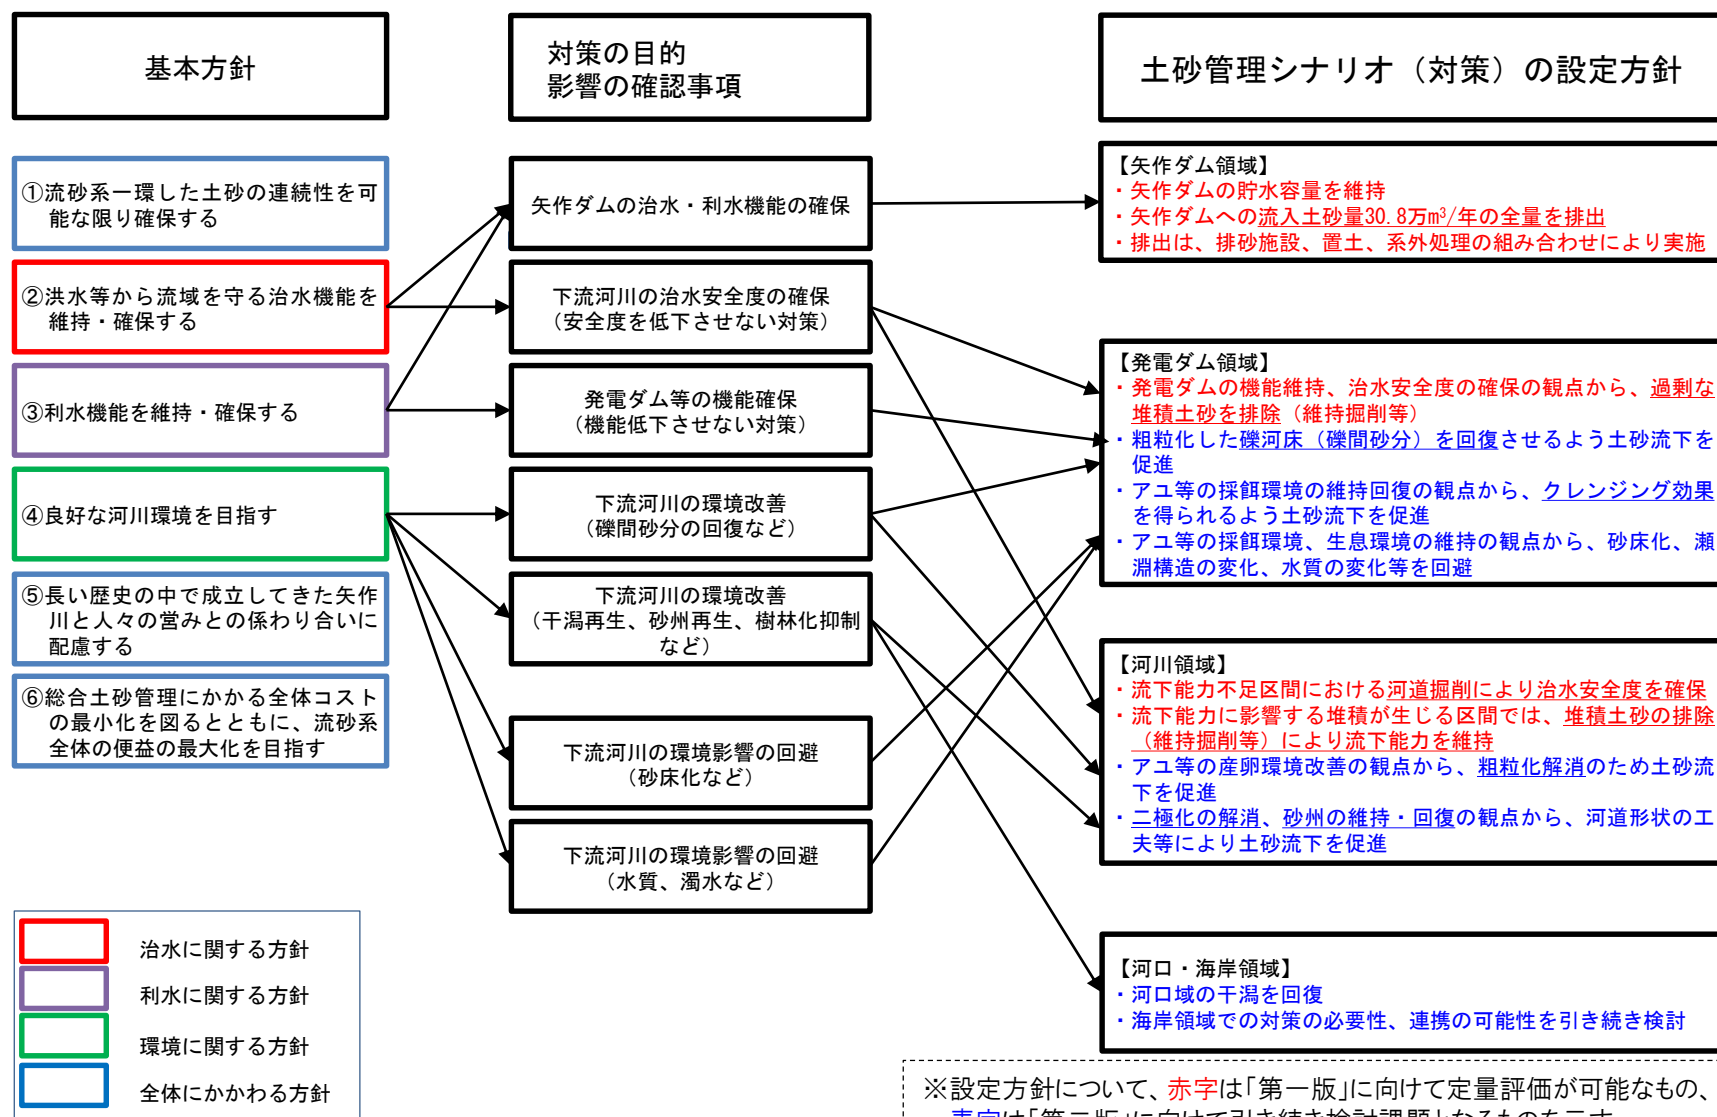 基本方針
対策の目的
影響の確認事項
土砂管理シナリオ（対策）の設定方針
①流砂系一環した土砂の連続性を可
能な限り確保する
②洪水等から流域を守る治水機能を
維持・確保する
③利水機能を維持・確保する
④良好な河川環境を目指す
⑤長い歴史の中で成立してきた矢作
川と人々の営みとの係わり合いに
配慮する
⑥総合土砂管理にかかる全体コスト
の最小化を図るとともに、流砂系
全体の便益の最大化を目指す
矢作ダムの治水・利水機能の確保
下流河川の治水安全度の確保
（安全度を低下させない対策）
発電ダム等の機能確保
（機能低下させない対策）
下流河川の環境改善
（礫間砂分の回復など）
下流河川の環境改善
（干潟再生、砂州再生、樹林化抑制
など）
下流河川の環境影響の回避
（砂床化など）
下流河川の環境影響の回避
（水質、濁水など）
【矢作ダム領域】
・矢作ダムの貯水容量を維持
・矢作ダムへの流入土砂量30.8万m³/年の全量を排出
・排出は、排砂施設、置土、系外処理の組み合わせにより実施
【発電ダム領域】
・発電ダムの機能維持、治水安全度の確保の観点から、過剰な
堆積土砂を排除（維持掘削等）
・粗粒化した礫河床（礫間砂分）を回復させるよう土砂流下を
促進
・アユ等の採餌環境の維持回復の観点から、クレンジング効果
を得られるよう土砂流下を促進
・アユ等の採餌環境、生息環境の維持の観点から、砂床化、瀬
淵構造の変化、水質の変化等を回避
【河川領域】
・流下能力不足区間における河道掘削により治水安全度を確保
・流下能力に影響する堆積が生じる区間では、堆積土砂の排除
（維持掘削等）により流下能力を維持
・アユ等の産卵環境改善の観点から、粗粒化解消のため土砂流
下を促進
・二極化の解消、砂州の維持・回復の観点から、河道形状の工
夫等により土砂流下を促進
【河口・海岸領域】
・河口域の干潟を回復
・海岸領域での対策の必要性、連携の可能性を引き続き検討
治水に関する方針
利水に関する方針
環境に関する方針
全体にかかわる方針
※設定方針について、赤字は「第一版」に向けて定量評価が可能なもの、
青字は「第二版」に向けて引き続き検討課題となるものを示す